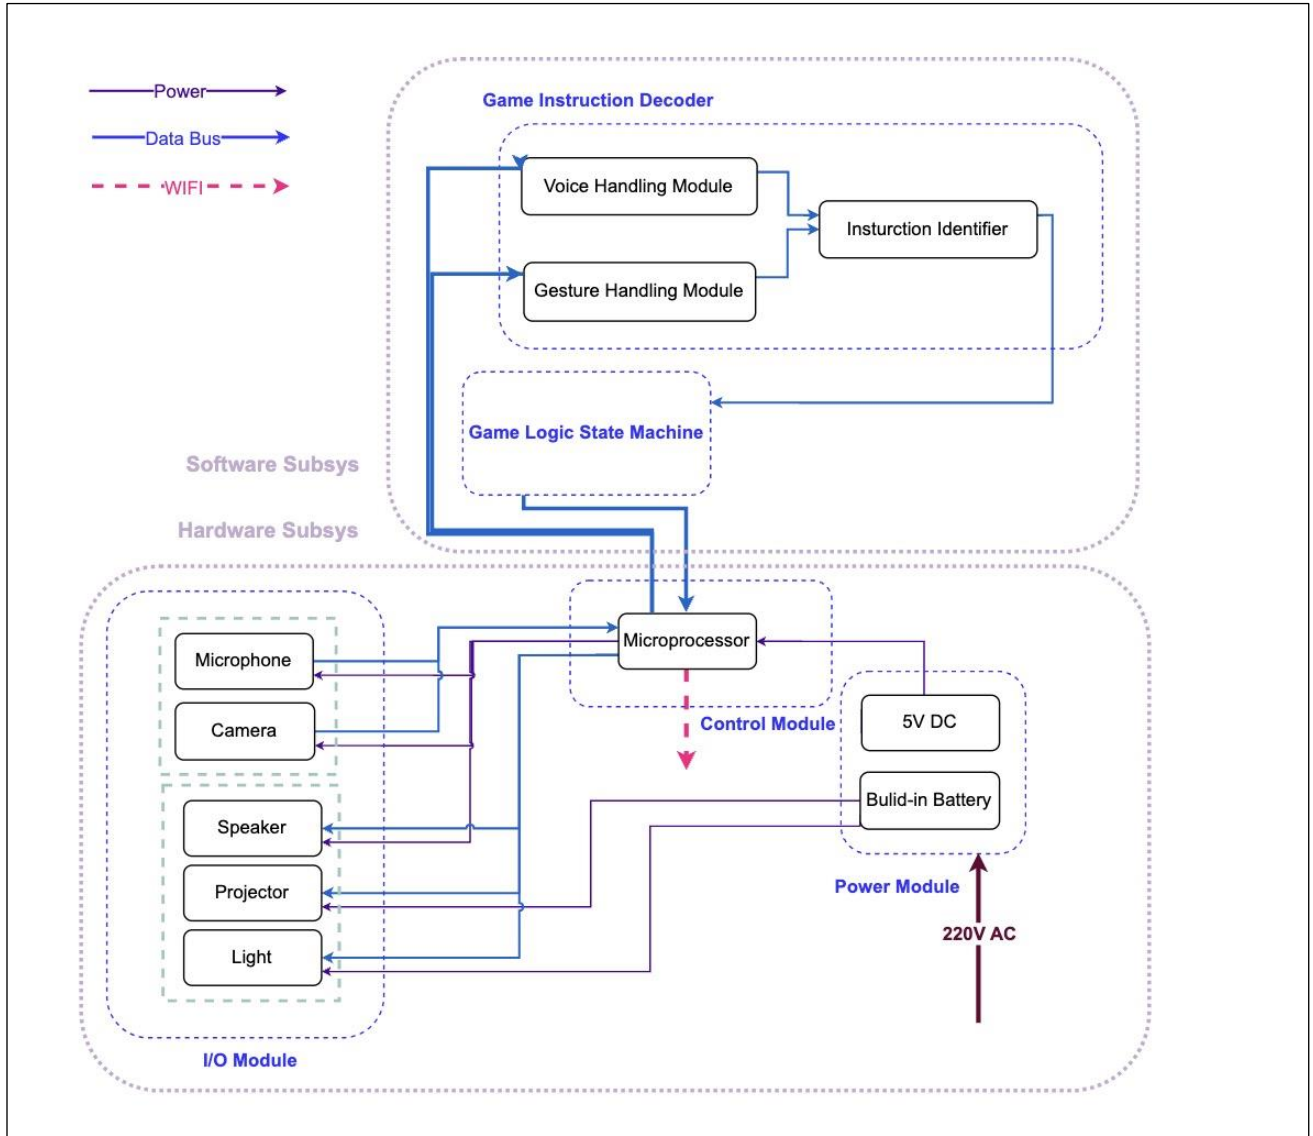 Power
Data Bus
WIFI
Game Instruction Decoder
Voice Handling Module
Insturction Identifier
Gesture Handling Module
Game Logic State Machine
Software Subsys
Hardware Subsys
Microprocessor
Control Module
Microphone
Camera
Speaker
Projector
Light
I/O Module
5V DC
Bulid-in Battery
Power Module
220V AC